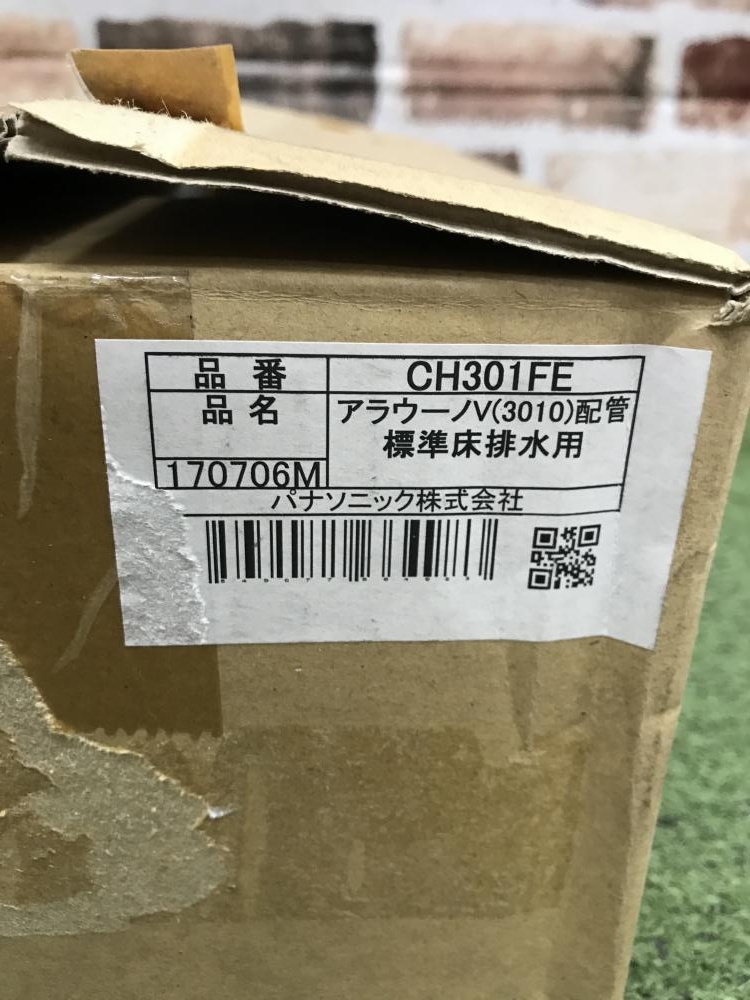 品番 CH301FE
品名 アラウーノV(3010)配管
標準床排水用
170706M
パナソニック株式会社